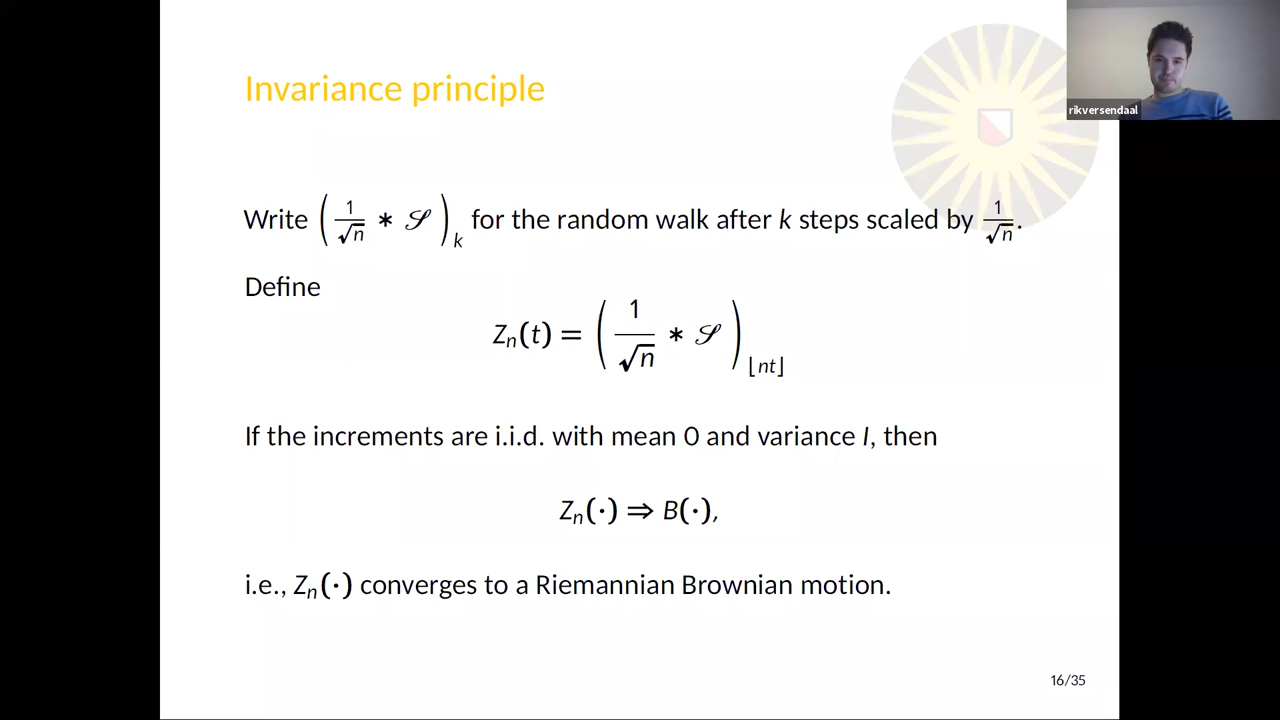 Invariance principle
rikversendaal
Write (1/√n ∗ 𝒮)_k for the random walk after k steps scaled by 1/√n.
Define
Z_n(t) = (1/√n ∗ 𝒮)_⌊nt⌋
If the increments are i.i.d. with mean 0 and variance I, then
Z_n(·) ⇒ B(·),
i.e., Z_n(·) converges to a Riemannian Brownian motion.
16/35